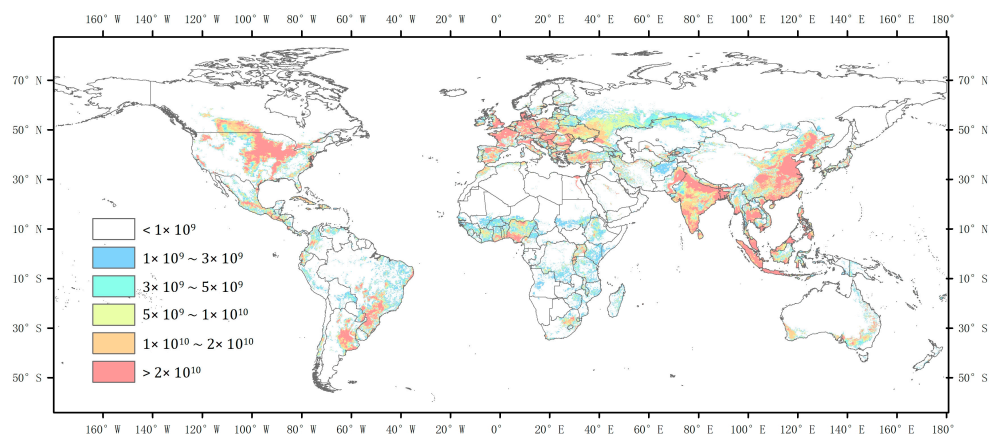 160° W 140° W 120° W 100° W 80° W 60° W 40° W 20° W 0° 20° E 40° E 60° E 80° E 100° E 120° E 140° E 160° E 180°
70° N 70° N
50° N 50° N
30° N 30° N
10° N 10° N
10° S 10° S
30° S 30° S
50° S 50° S
< 1× 10⁹
1× 10⁹ ~ 3× 10⁹
3× 10⁹ ~ 5× 10⁹
5× 10⁹ ~ 1× 10¹⁰
1× 10¹⁰ ~ 2× 10¹⁰
> 2× 10¹⁰
160° W 140° W 120° W 100° W 80° W 60° W 40° W 20° W 0° 20° E 40° E 60° E 80° E 100° E 120° E 140° E 160° E 180°